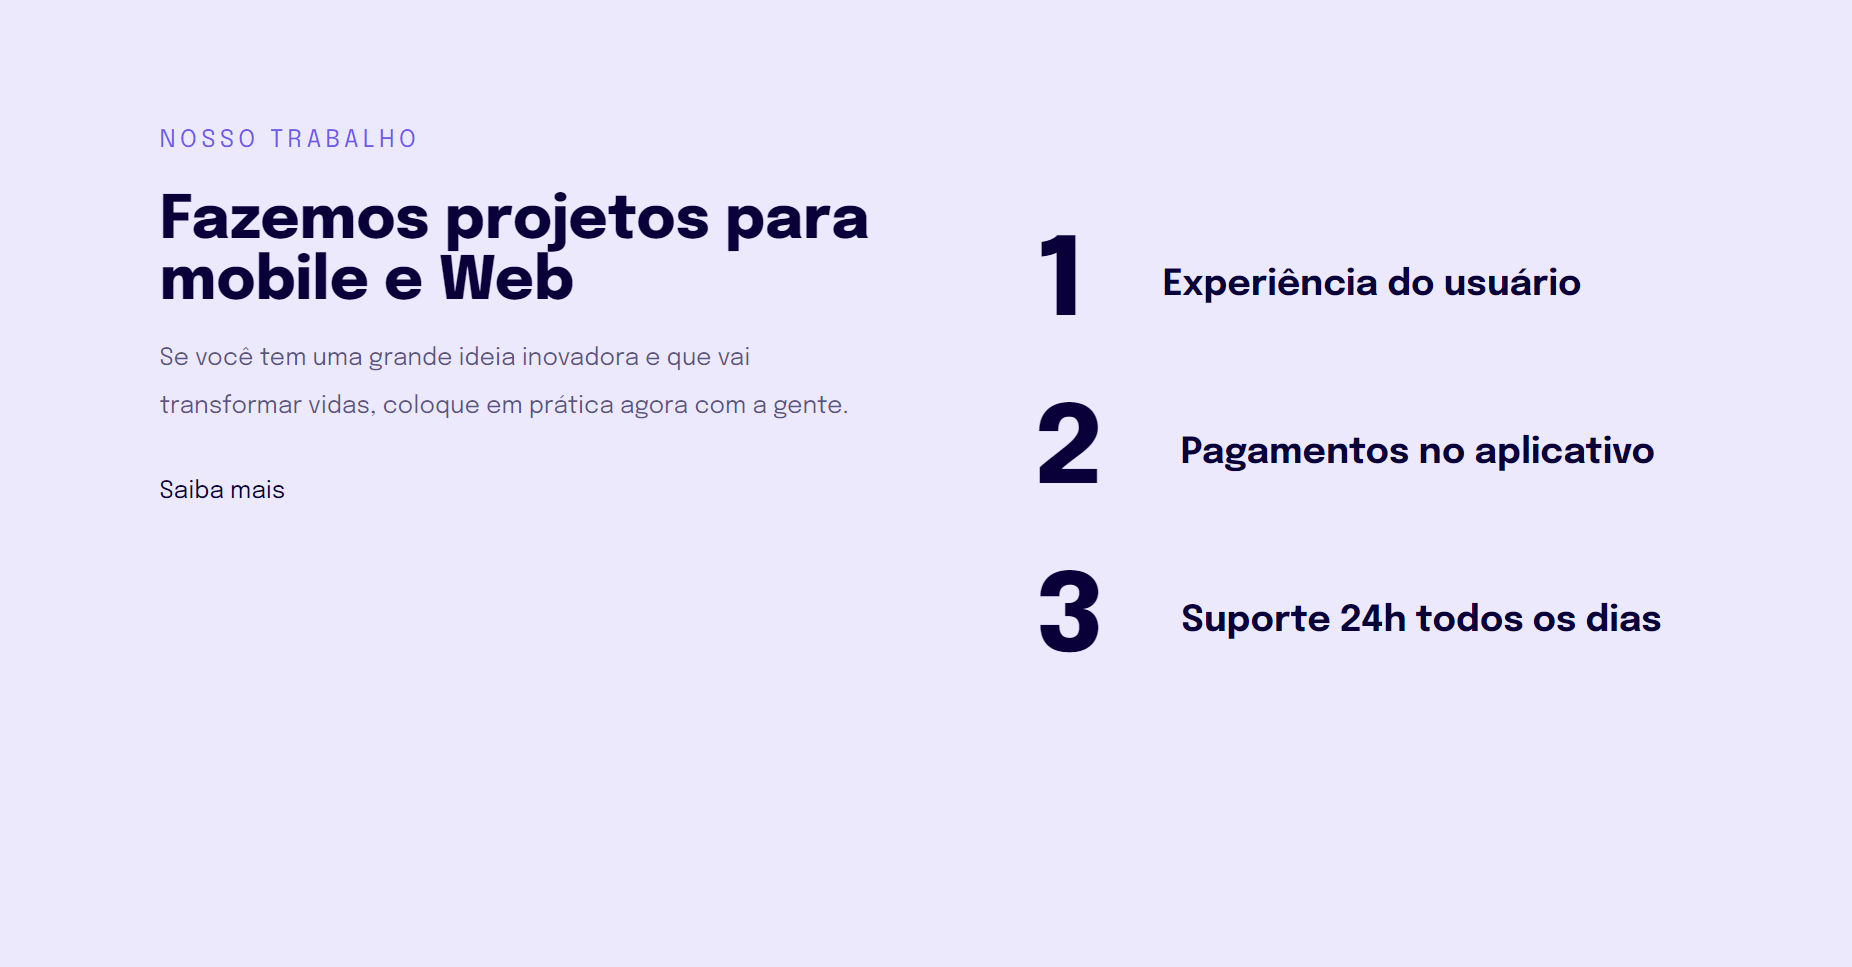 NOSSO TRABALHO
Fazemos projetos para
mobile e Web
Se você tem uma grande ideia inovadora e que vai
transformar vidas, coloque em prática agora com a gente.
Saiba mais
1 Experiência do usuário
2 Pagamentos no aplicativo
3 Suporte 24h todos os dias